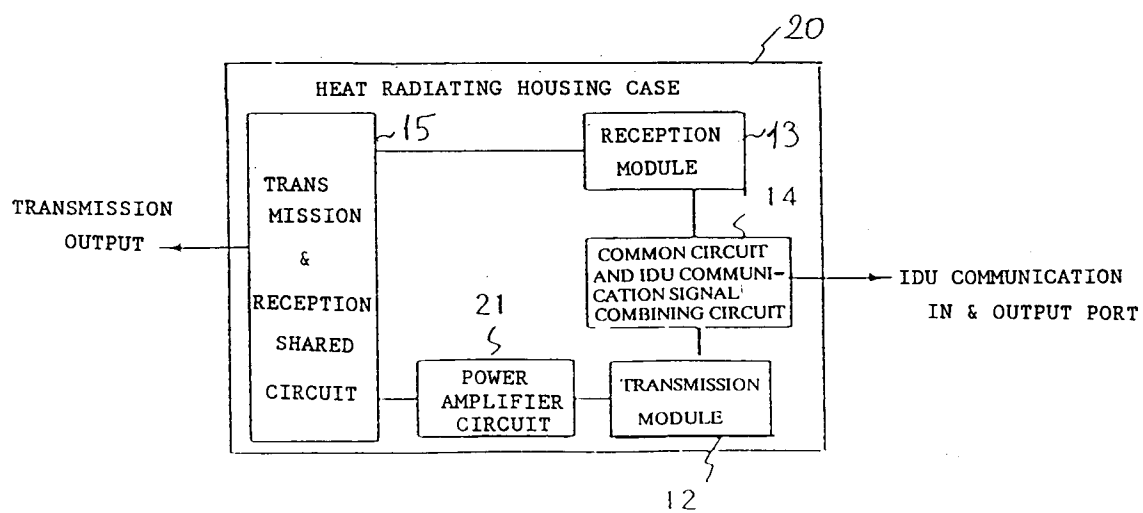 20
HEAT RADIATING HOUSING CASE
15
RECEPTION
MODULE
13
TRANS
MISSION
&
RECEPTION
SHARED
CIRCUIT
TRANSMISSION
OUTPUT
14
COMMON CIRCUIT
AND IDU COMMUNI-
CATION SIGNAL
COMBINING CIRCUIT
IDU COMMUNICATION
IN & OUTPUT PORT
21
POWER
AMPLIFIER
CIRCUIT
TRANSMISSION
MODULE
12